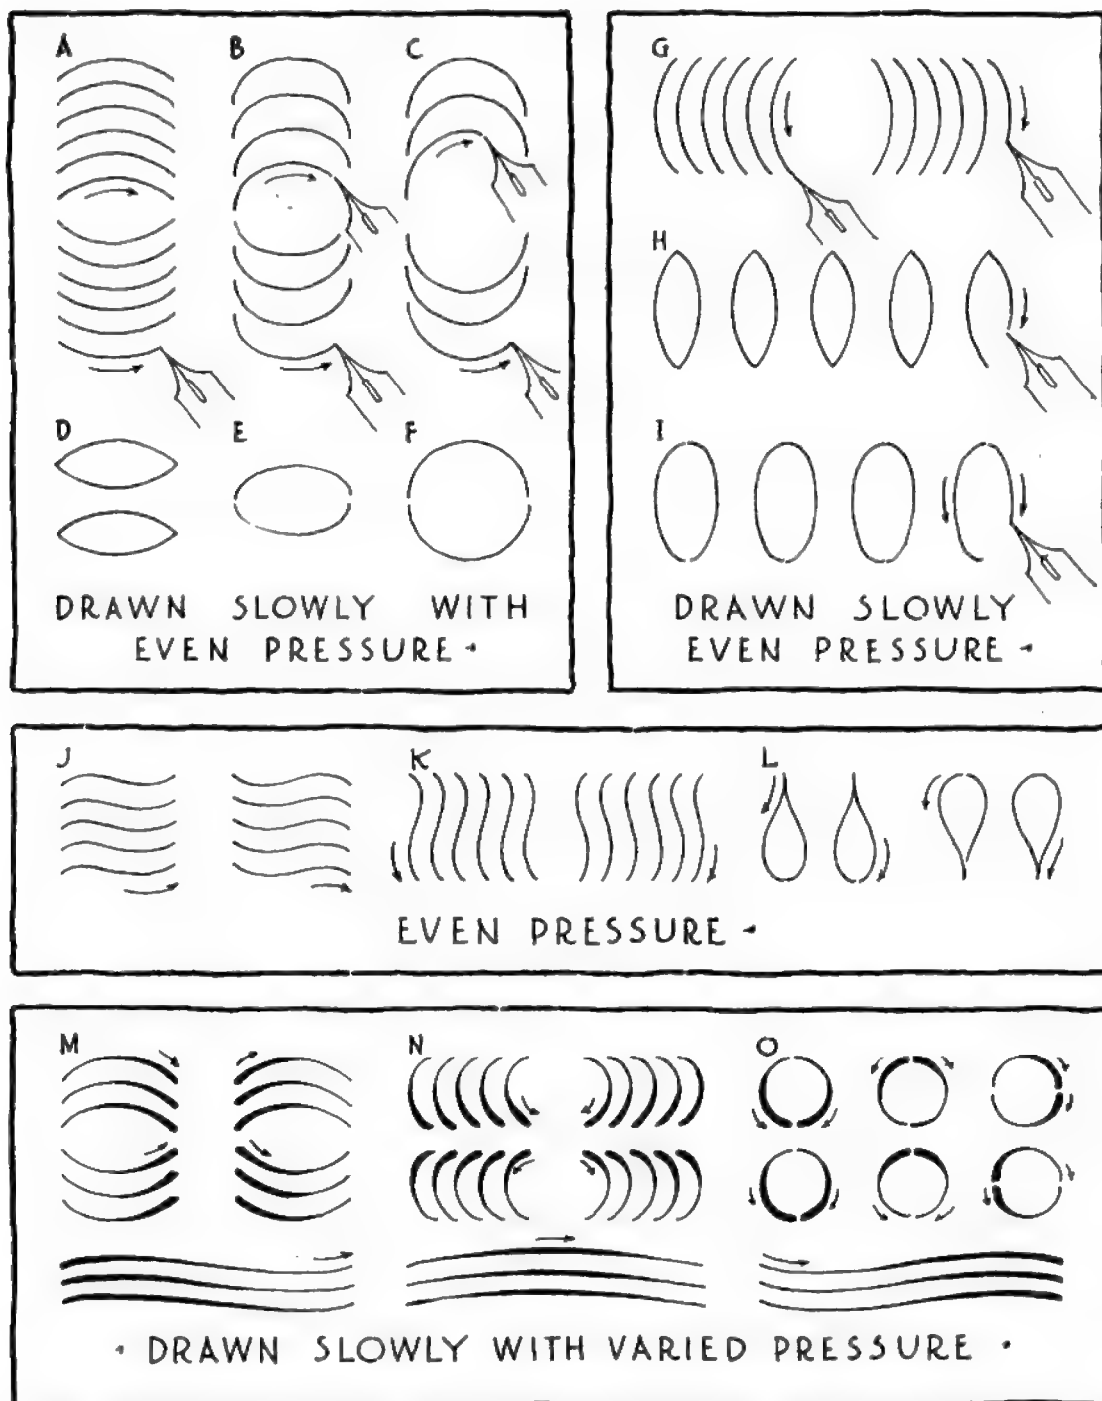 A B C
D E F
DRAWN SLOWLY WITH
EVEN PRESSURE
G
H
I
DRAWN SLOWLY
EVEN PRESSURE
J K L
EVEN PRESSURE
M N O
DRAWN SLOWLY WITH VARIED PRESSURE